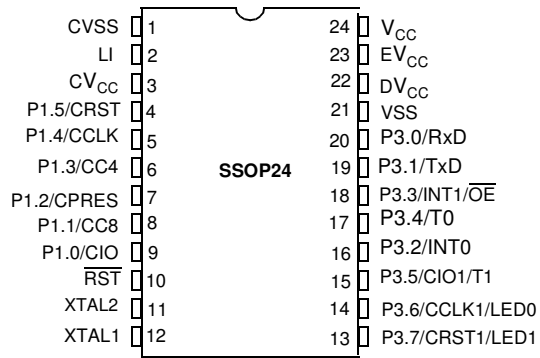 CVSS 1 24 VCC
LI 2 23 EVCC
CVCC 3 22 DVCC
P1.5/CRST 4 21 VSS
P1.4/CCLK 5 20 P3.0/RxD
P1.3/CC4 6 SSOP24 19 P3.1/TxD
P1.2/CPRES 7 18 P3.3/INT1/O̅E̅
P1.1/CC8 8 17 P3.4/T0
P1.0/CIO 9 16 P3.2/INT0
R̅S̅T̅ 10 15 P3.5/CIO1/T1
XTAL2 11 14 P3.6/CCLK1/LED0
XTAL1 12 13 P3.7/CRST1/LED1